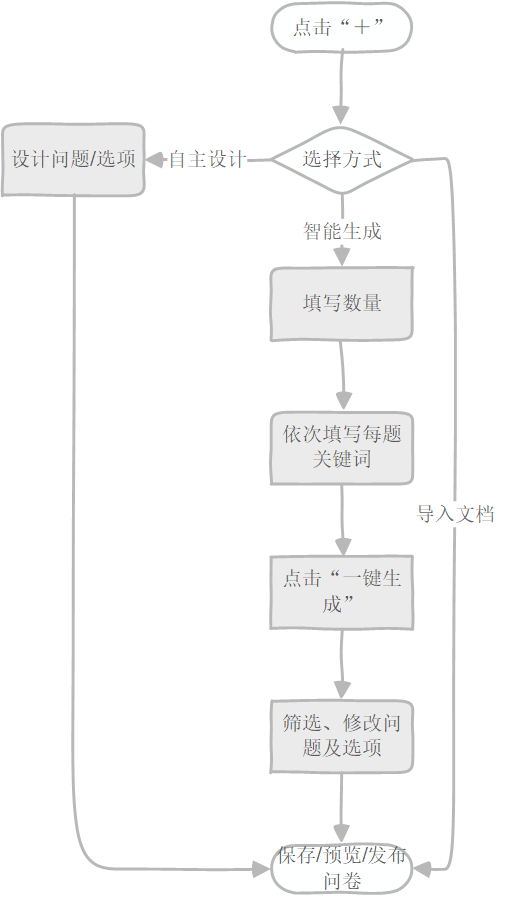 点击“＋”
选择方式
自主设计
设计问题/选项
智能生成
填写数量
依次填写每题
关键词
导入文档
点击“一键生
成”
筛选、修改问
题及选项
保存/预览/发布
问卷